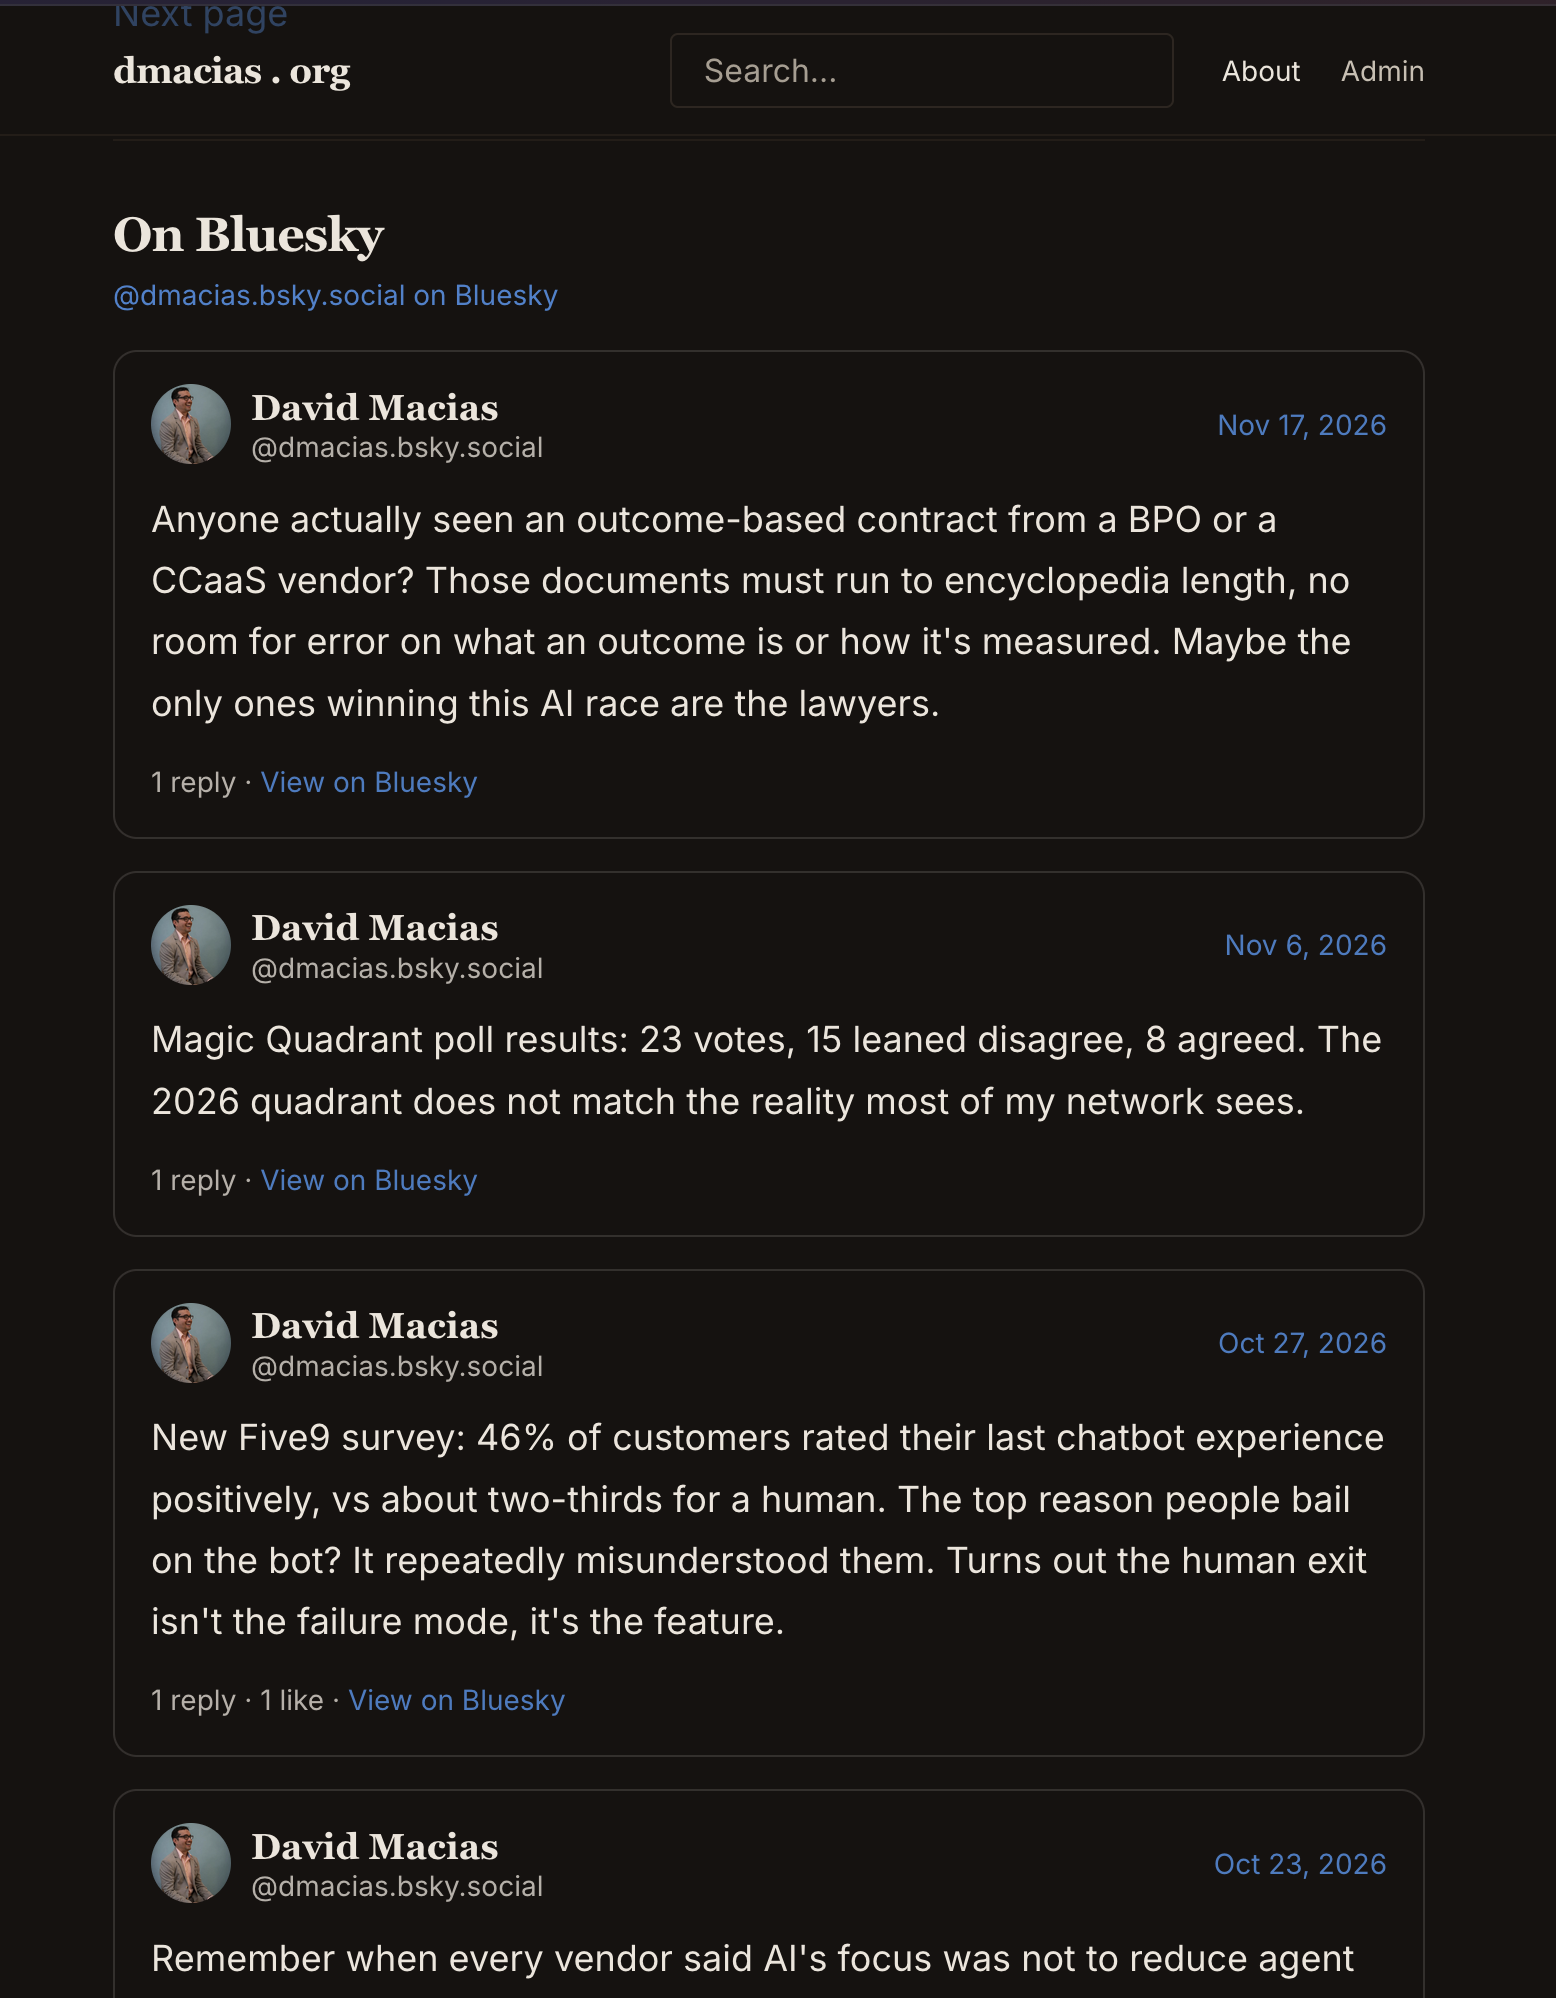 Next page
dmacias . org
Search...
About
Admin
On Bluesky
@dmacias.bsky.social on Bluesky
David Macias
@dmacias.bsky.social
Nov 17, 2026
Anyone actually seen an outcome-based contract from a BPO or a
CCaaS vendor? Those documents must run to encyclopedia length, no
room for error on what an outcome is or how it's measured. Maybe the
only ones winning this AI race are the lawyers.
1 reply · View on Bluesky
David Macias
@dmacias.bsky.social
Nov 6, 2026
Magic Quadrant poll results: 23 votes, 15 leaned disagree, 8 agreed. The
2026 quadrant does not match the reality most of my network sees.
1 reply · View on Bluesky
David Macias
@dmacias.bsky.social
Oct 27, 2026
New Five9 survey: 46% of customers rated their last chatbot experience
positively, vs about two-thirds for a human. The top reason people bail
on the bot? It repeatedly misunderstood them. Turns out the human exit
isn't the failure mode, it's the feature.
1 reply · 1 like · View on Bluesky
David Macias
@dmacias.bsky.social
Oct 23, 2026
Remember when every vendor said AI's focus was not to reduce agent